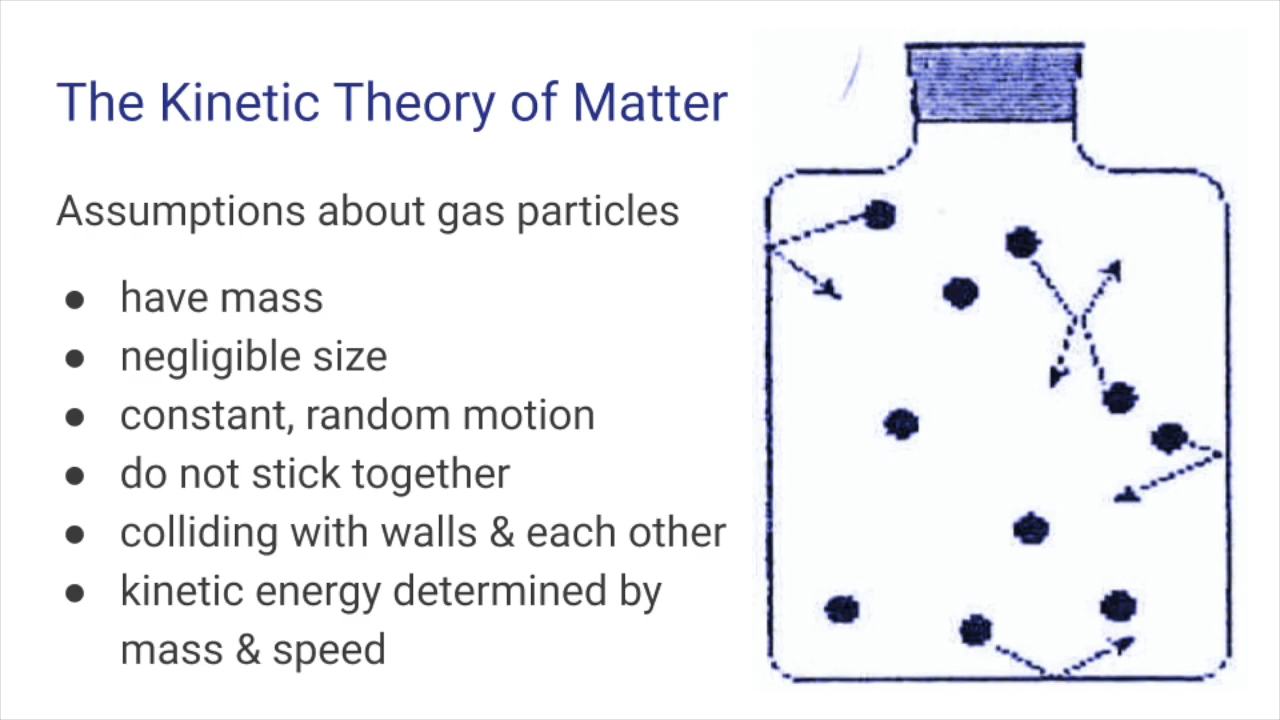 The Kinetic Theory of Matter
Assumptions about gas particles
● have mass
● negligible size
● constant, random motion
● do not stick together
● colliding with walls & each other
● kinetic energy determined by
mass & speed